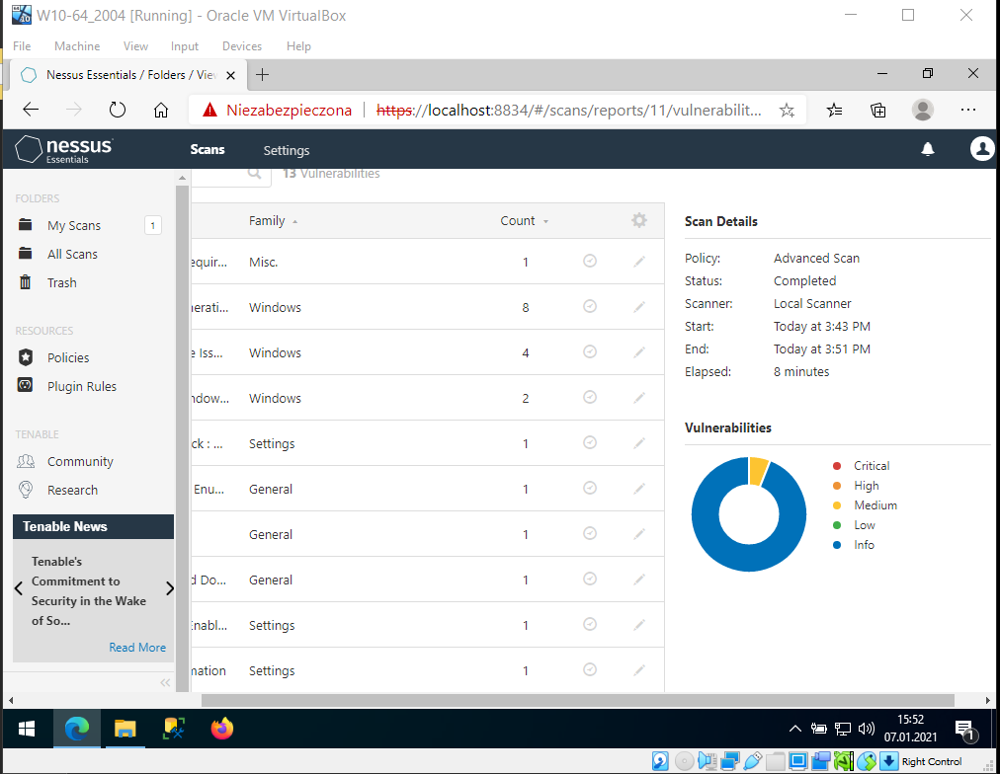 W10-64_2004 [Running] - Oracle VM VirtualBox
File Machine View Input Devices Help
Nessus Essentials / Folders / Viev
Niezabezpieczona https://localhost:8834/#/scans/reports/11/vulnerabilit...
nessus
Essentials
Scans Settings
FOLDERS
My Scans 1
All Scans
Trash
RESOURCES
Policies
Plugin Rules
TENABLE
Community
Research
Tenable News
Tenable's
Commitment to
Security in the Wake
of So...
Read More
13 Vulnerabilities
Family Count
equir... Misc. 1
erati... Windows 8
e Iss... Windows 4
ndow... Windows 2
ck : ... Settings 1
Enu... General 1
General 1
d Do... General 1
Enabl... Settings 1
mation Settings 1
Scan Details
Policy: Advanced Scan
Status: Completed
Scanner: Local Scanner
Start: Today at 3:43 PM
End: Today at 3:51 PM
Elapsed: 8 minutes
Vulnerabilities
Critical
High
Medium
Low
Info
15:52
07.01.2021
1
Right Control